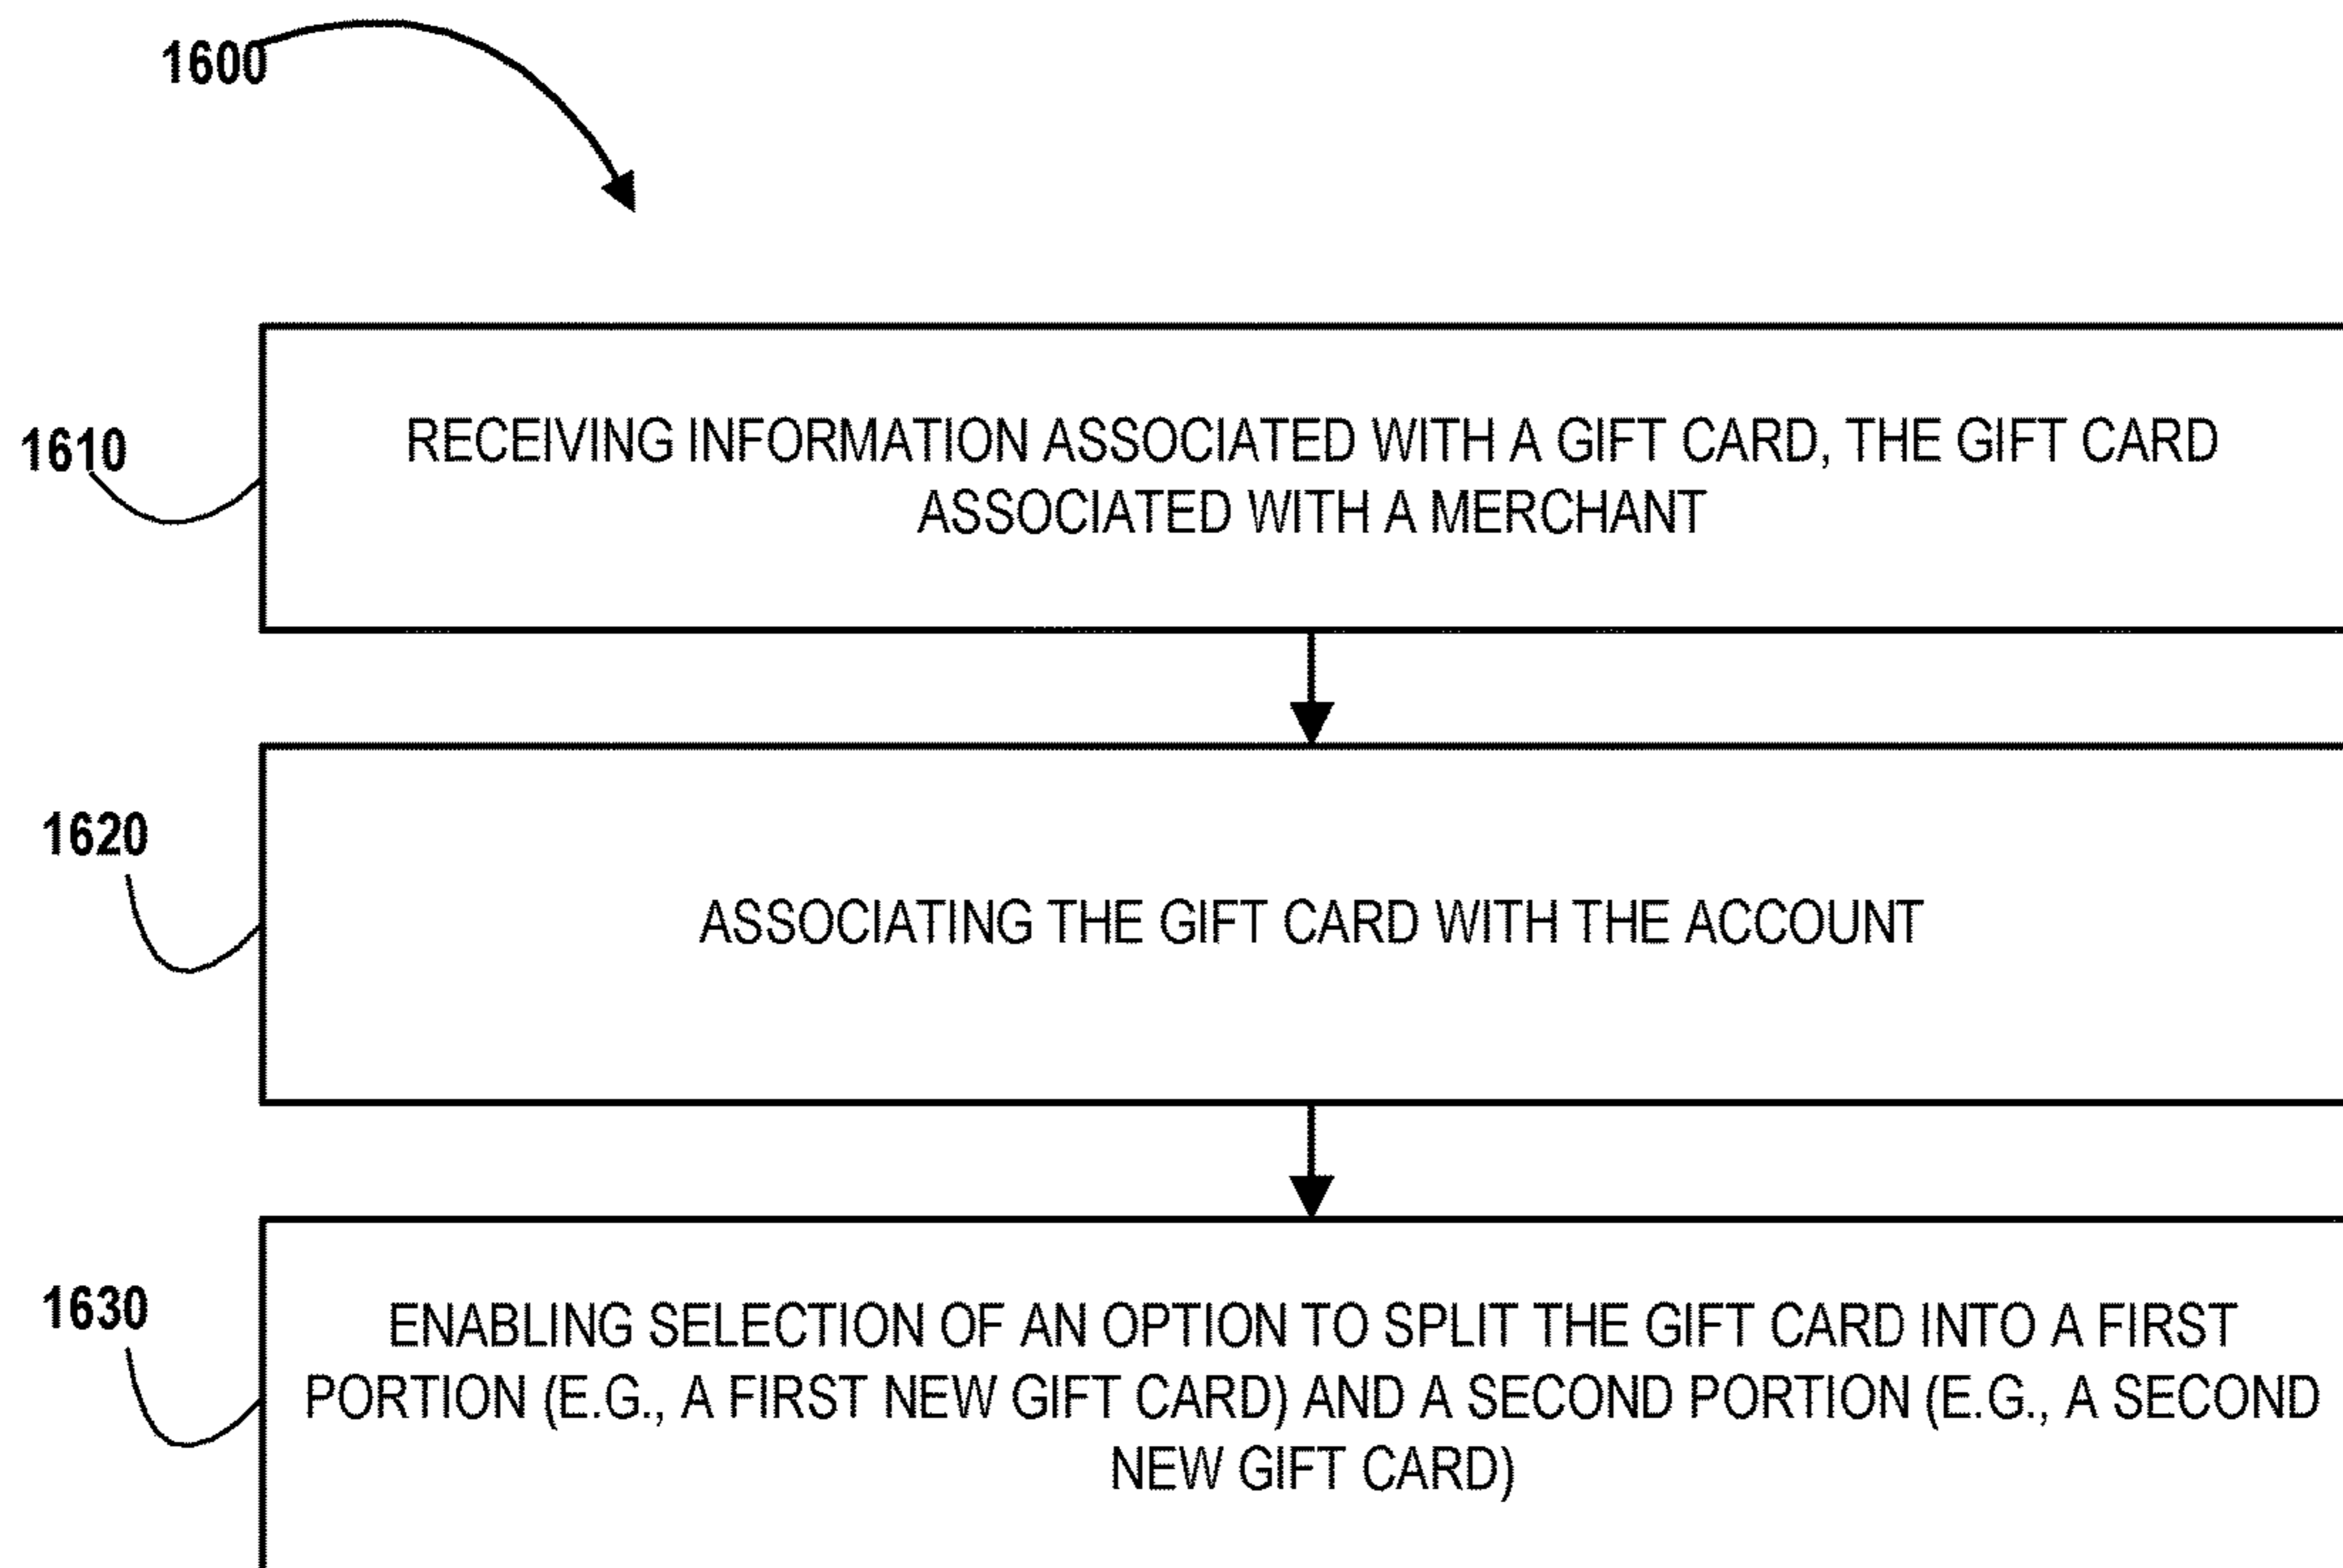 1600
1610
RECEIVING INFORMATION ASSOCIATED WITH A GIFT CARD, THE GIFT CARD
ASSOCIATED WITH A MERCHANT
1620
ASSOCIATING THE GIFT CARD WITH THE ACCOUNT
1630
ENABLING SELECTION OF AN OPTION TO SPLIT THE GIFT CARD INTO A FIRST
PORTION (E.G., A FIRST NEW GIFT CARD) AND A SECOND PORTION (E.G., A SECOND
NEW GIFT CARD)